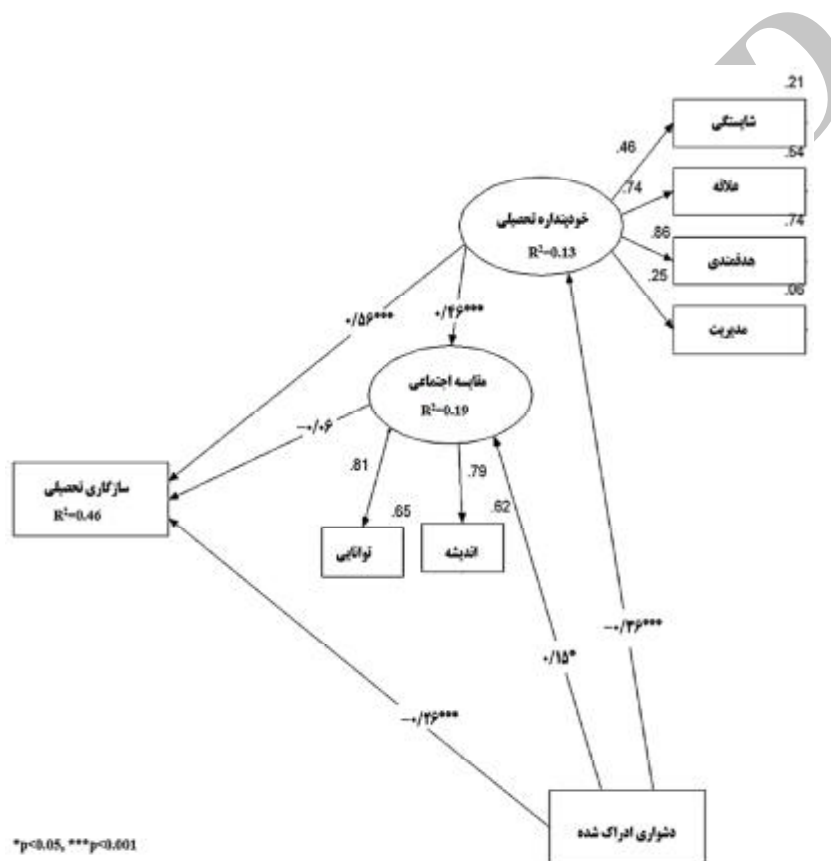 .21
شایستگی
.46
.54
علاقه
.74
.74
خودپنداره تحصیلی
R²=0.13
.86
هدفمندی
.25
.06
مدیریت
۰/۵۶***
۰/۴۶***
مقایسه اجتماعی
R²=0.19
−۰/۰۶
سازگاری تحصیلی
R²=0.46
.81
.79
.65
.62
توانایی
اندیشه
−۰/۳۶***
۰/۱۵*
−۰/۲۶***
دشواری ادراک شده
*p<0.05, ***p<0.001